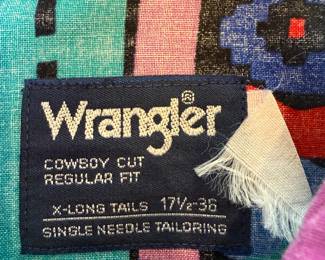 Wrangler®
COWBOY CUT
REGULAR FIT
X-LONG TAILS 17½-36
SINGLE NEEDLE TAILORING